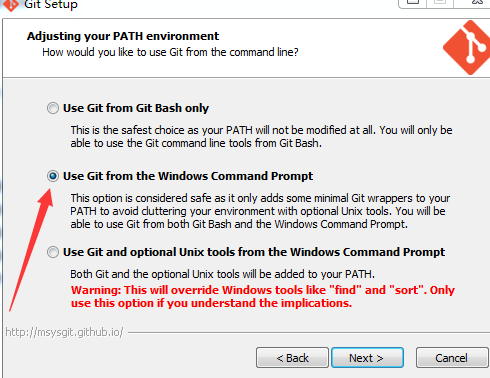 Git Setup
Adjusting your PATH environment
How would you like to use Git from the command line?
Use Git from Git Bash only
This is the safest choice as your PATH will not be modified at all. You will only be
able to use the Git command line tools from Git Bash.
Use Git from the Windows Command Prompt
This option is considered safe as it only adds some minimal Git wrappers to your
PATH to avoid cluttering your environment with optional Unix tools. You will be
able to use Git from both Git Bash and the Windows Command Prompt.
Use Git and optional Unix tools from the Windows Command Prompt
Both Git and the optional Unix tools will be added to your PATH.
Warning: This will override Windows tools like "find" and "sort". Only
use this option if you understand the implications.
http://msysgit.github.io/
< Back
Next >
Cancel